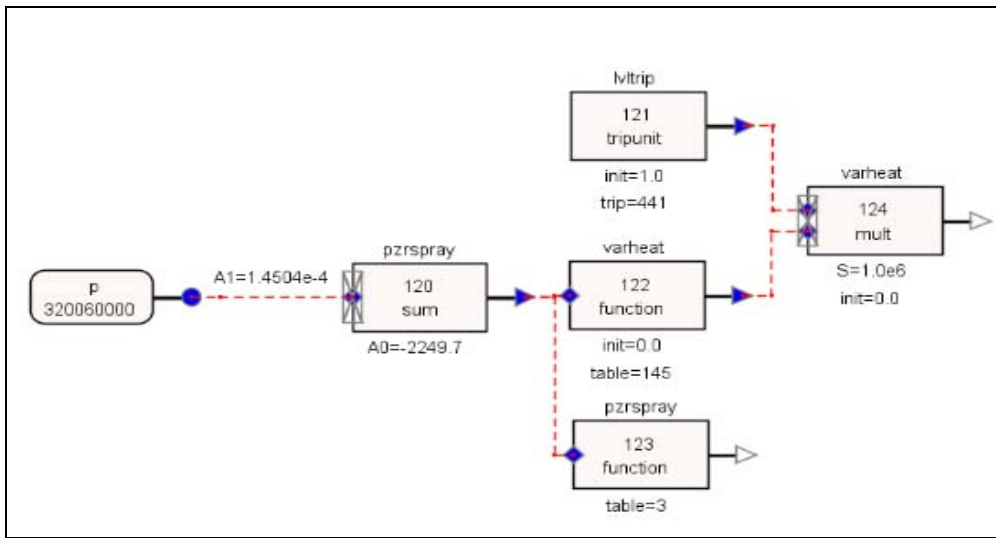 lvltrip
121
tripunit
init=1.0
trip=441
varheat
124
mult
S=1.0e6
init=0.0
pzrspray
120
sum
A0=-2249.7
A1=1.4504e-4
p
320060000
varheat
122
function
init=0.0
table=145
pzrspray
123
function
table=3